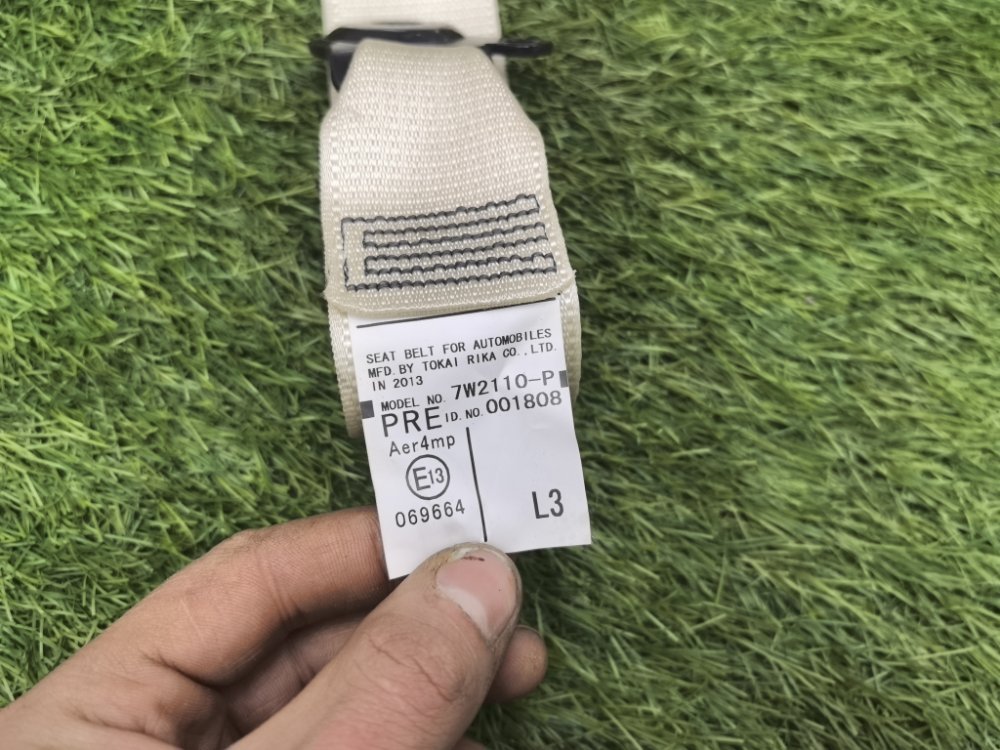 SEAT BELT FOR AUTOMOBILES
MFD. BY TOKAI RIKA CO., LTD.
IN 2013
MODEL NO. 7W2110-P
PRE ID. NO. 001808
Aer4mp
E13
069664
L3